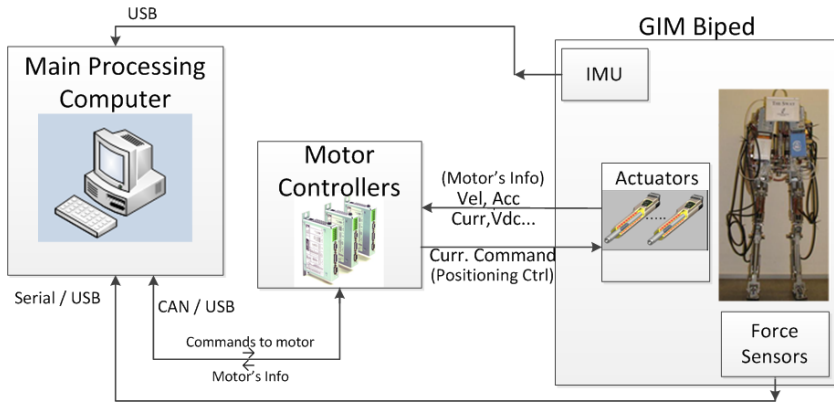 USB
GIM Biped
Main Processing
Computer
IMU
Motor
Controllers
(Motor's Info)
Vel, Acc
Curr,Vdc...
Actuators
.....
Curr. Command
(Positioning Ctrl)
Serial / USB
CAN / USB
Commands to motor
Motor's Info
Force
Sensors